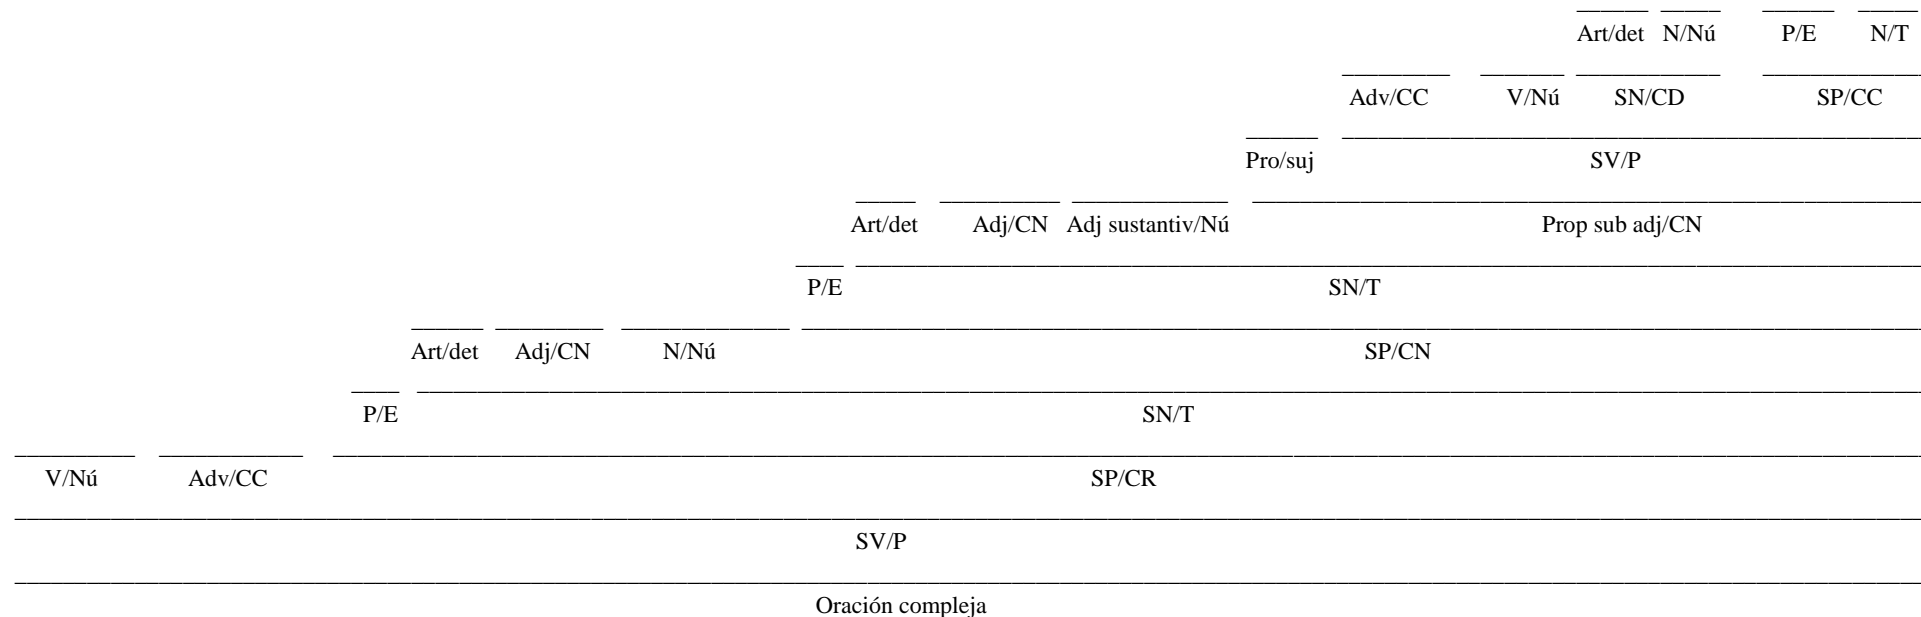 Art/det N/Nú P/E N/T
Adv/CC V/Nú SN/CD SP/CC
Pro/suj SV/P
Art/det Adj/CN Adj sustantiv/Nú Prop sub adj/CN
P/E SN/T
Art/det Adj/CN N/Nú SP/CN
P/E SN/T
V/Nú Adv/CC SP/CR
SV/P
Oración compleja